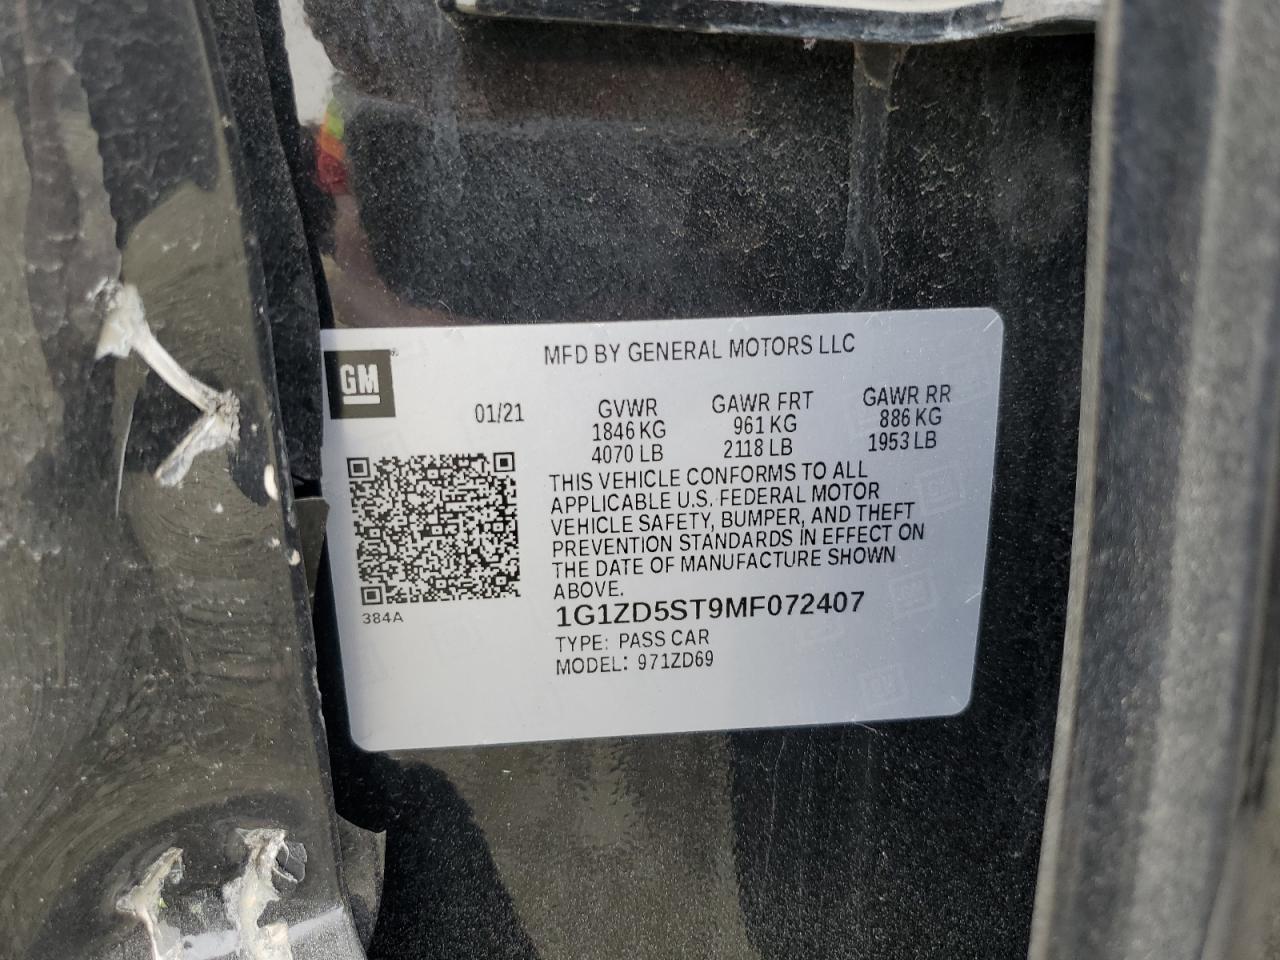 MFD BY GENERAL MOTORS LLC
GM®
01/21
GVWR
1846 KG
4070 LB
GAWR FRT
961 KG
2118 LB
GAWR RR
886 KG
1953 LB
THIS VEHICLE CONFORMS TO ALL
APPLICABLE U.S. FEDERAL MOTOR
VEHICLE SAFETY, BUMPER, AND THEFT
PREVENTION STANDARDS IN EFFECT ON
THE DATE OF MANUFACTURE SHOWN
ABOVE.
384A
1G1ZD5ST9MF072407
TYPE: PASS CAR
MODEL: 971ZD69